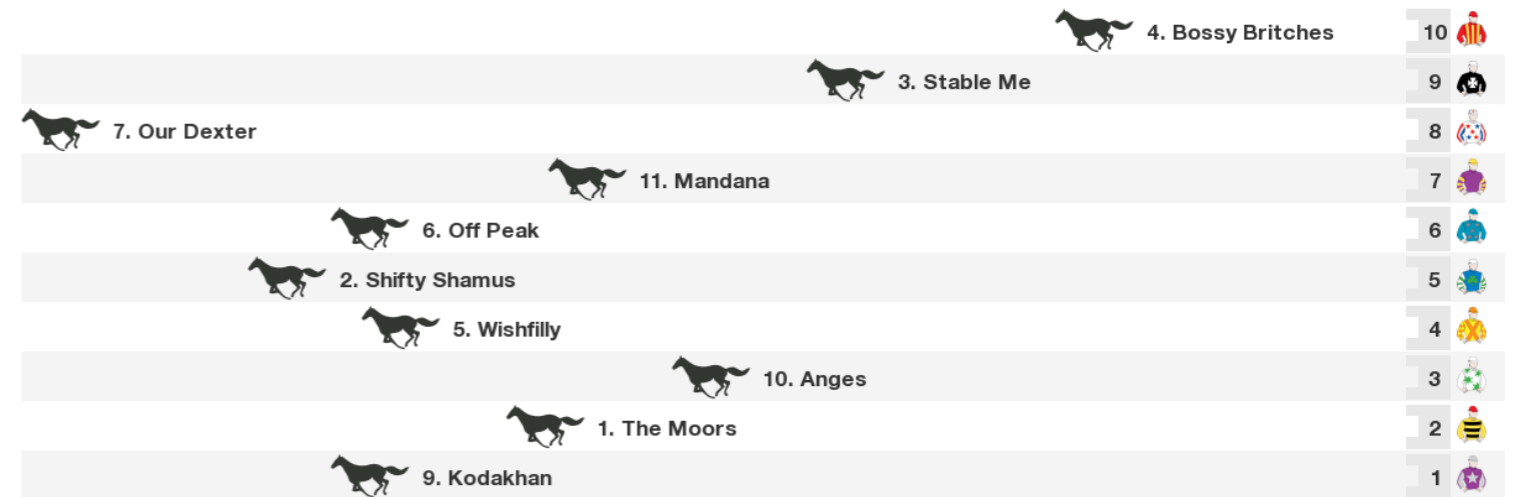 4. Bossy Britches 10
3. Stable Me 9
7. Our Dexter 8
11. Mandana 7
6. Off Peak 6
2. Shifty Shamus 5
5. Wishfilly 4
10. Anges 3
1. The Moors 2
9. Kodakhan 1